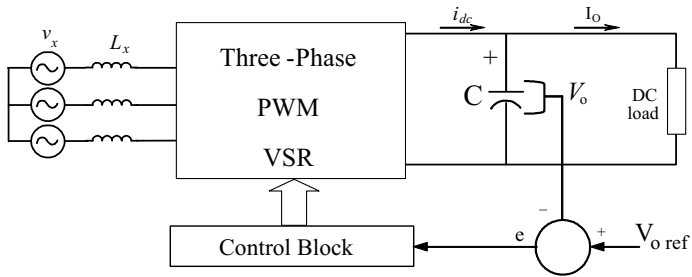 v_x
L_x
Three -Phase
PWM
VSR
i_dc
I_O
+
C
V_o
DC
load
−
e
+
V_o ref
Control Block